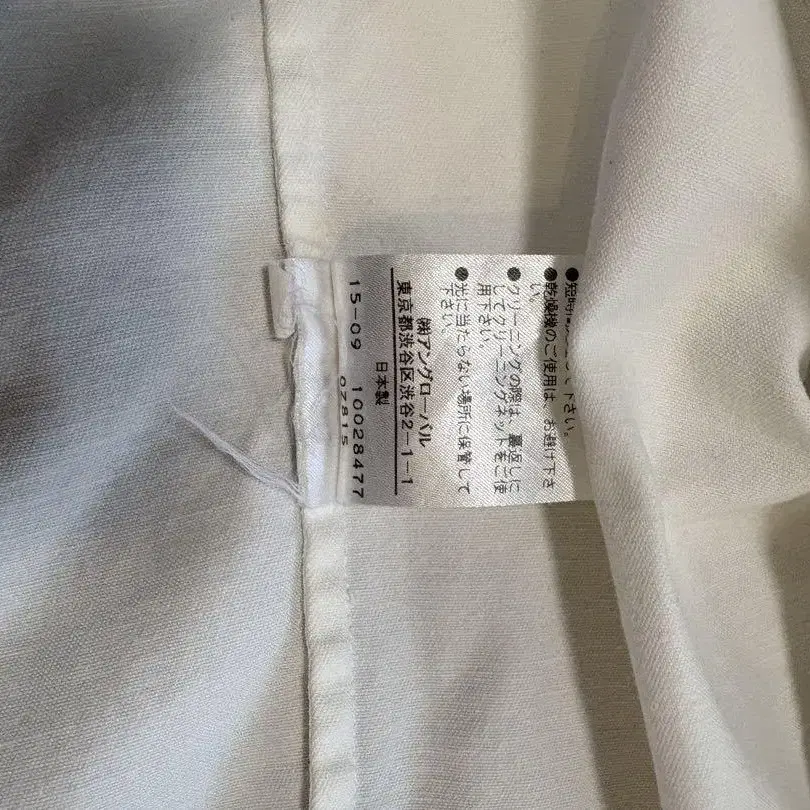 い。
●乾燥機のご使用は、お避け下さ
●クリーニングの際は、裏返しに
してクリーニングネットをご使
用下さい。
●光に当たらない場所に保管して
下さい。
㈱アングローバル
東京都渋谷区渋谷2-1-1
日本製
15-09 10028477
07815